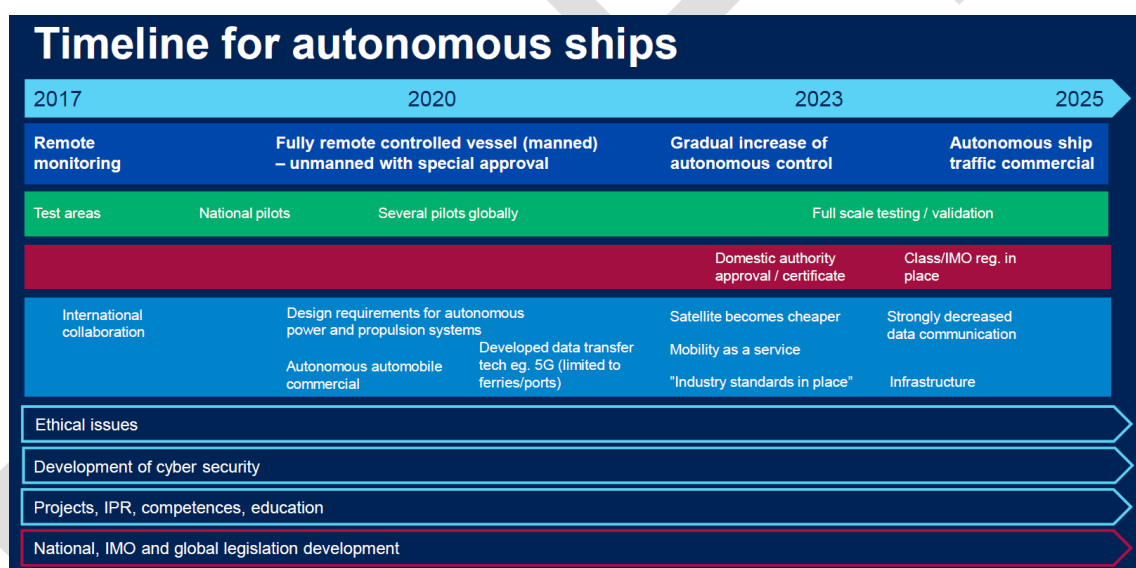 Timeline for autonomous ships
2017 2020 2023 2025
Remote
monitoring
Fully remote controlled vessel (manned)
– unmanned with special approval
Gradual increase of
autonomous control
Autonomous ship
traffic commercial
Test areas National pilots Several pilots globally Full scale testing / validation
Domestic authority
approval / certificate
Class/IMO reg. in
place
International
collaboration
Design requirements for autonomous
power and propulsion systems
Autonomous automobile
commercial
Developed data transfer
tech eg. 5G (limited to
ferries/ports)
Satellite becomes cheaper
Mobility as a service
"Industry standards in place"
Strongly decreased
data communication
Infrastructure
Ethical issues
Development of cyber security
Projects, IPR, competences, education
National, IMO and global legislation development